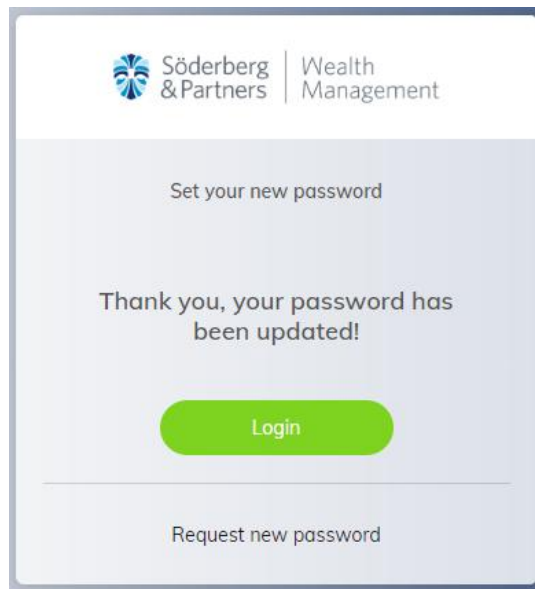 Söderberg
& Partners
Wealth
Management
Set your new password
Thank you, your password has
been updated!
Login
Request new password